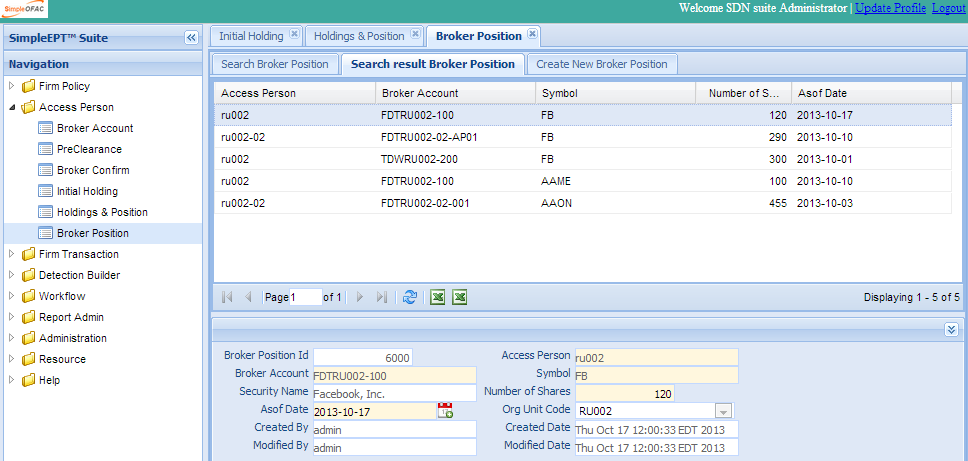 SimpleOFAC
Welcome SDN suite Administrator | Update Profile Logout
SimpleEPT™ Suite
Navigation
Firm Policy
Access Person
Broker Account
PreClearance
Broker Confirm
Initial Holding
Holdings & Position
Broker Position
Firm Transaction
Detection Builder
Workflow
Report Admin
Administration
Resource
Help
Initial Holding Holdings & Position Broker Position
Search Broker Position Search result Broker Position Create New Broker Position
Access Person Broker Account Symbol Number of S... Asof Date
ru002 FDTRU002-100 FB 120 2013-10-17
ru002-02 FDTRU002-02-AP01 FB 290 2013-10-10
ru002 TDWRU002-200 FB 300 2013-10-01
ru002 FDTRU002-100 AAME 100 2013-10-10
ru002-02 FDTRU002-02-001 AAON 455 2013-10-03
Page 1 of 1 Displaying 1 - 5 of 5
Broker Position Id 6000 Access Person ru002
Broker Account FDTRU002-100 Symbol FB
Security Name Facebook, Inc. Number of Shares 120
Asof Date 2013-10-17 Org Unit Code RU002
Created By admin Created Date Thu Oct 17 12:00:33 EDT 2013
Modified By admin Modified Date Thu Oct 17 12:00:33 EDT 2013